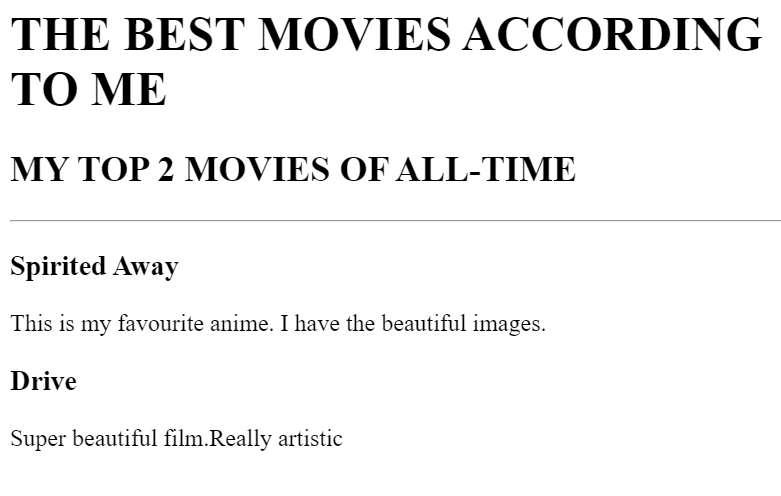 THE BEST MOVIES ACCORDING
TO ME
MY TOP 2 MOVIES OF ALL-TIME
Spirited Away
This is my favourite anime. I have the beautiful images.
Drive
Super beautiful film.Really artistic